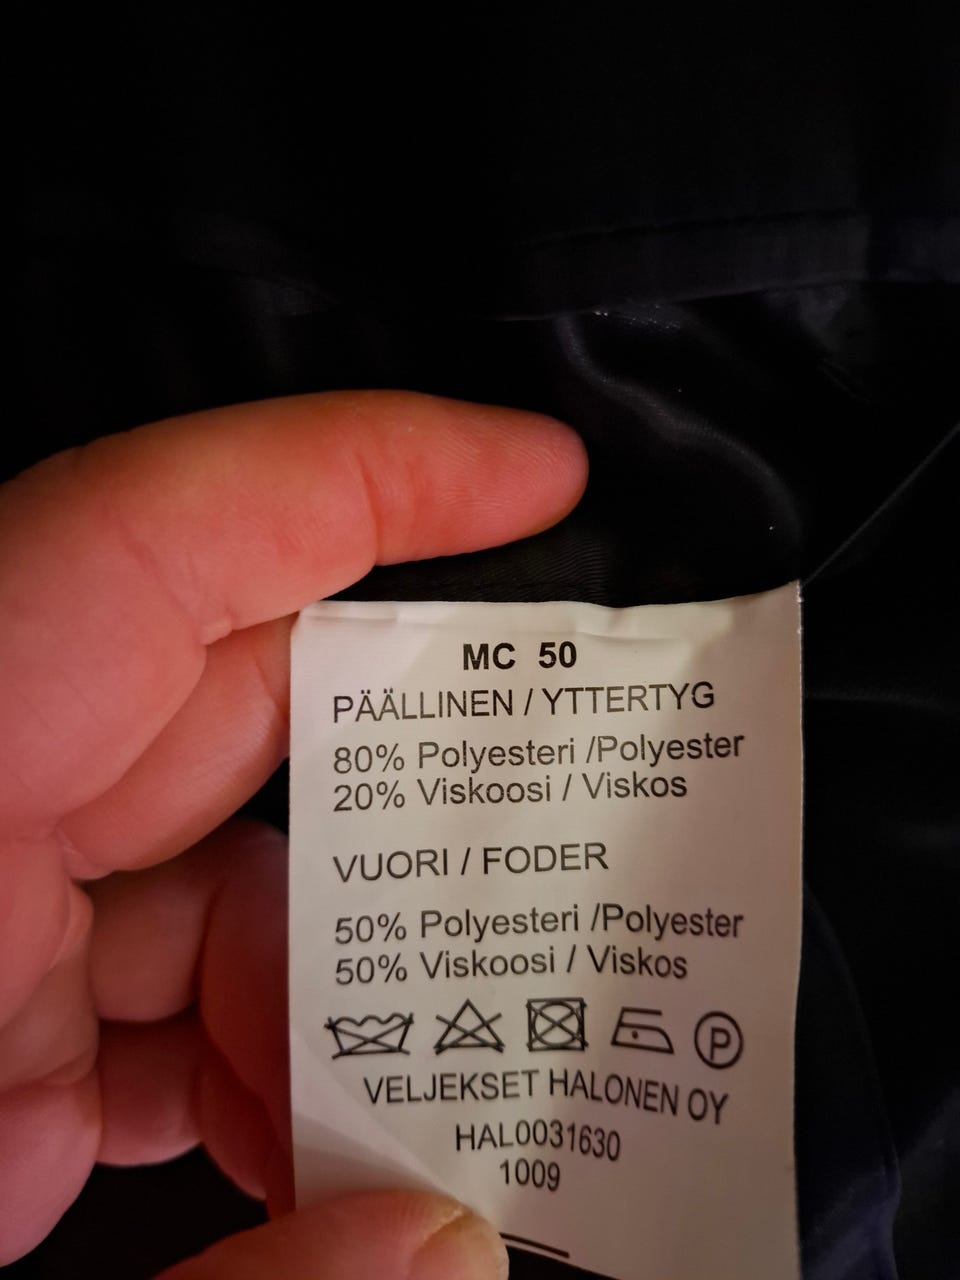 MC 50
PÄÄLLINEN / YTTERTYG
80% Polyesteri /Polyester
20% Viskoosi / Viskos
VUORI / FODER
50% Polyesteri /Polyester
50% Viskoosi / Viskos
P
VELJEKSET HALONEN OY
HAL0031630
1009